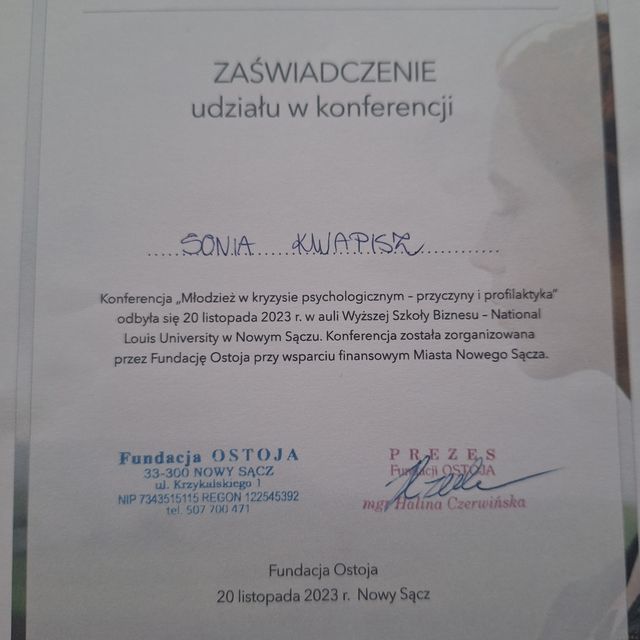 ZAŚWIADCZENIE
udziału w konferencji
.....SONIA......KWAPISZ...............
Konferencja „Młodzież w kryzysie psychologicznym – przyczyny i profilaktyka”
odbyła się 20 listopada 2023 r. w auli Wyższej Szkoły Biznesu – National
Louis University w Nowym Sączu. Konferencja została zorganizowana
przez Fundację Ostoja przy wsparciu finansowym Miasta Nowego Sącza.
Fundacja OSTOJA
33-300 NOWY SĄCZ
ul. Krzykalskiego 1
NIP 7343515115 REGON 122545392
tel. 507 700 471
PREZES
Fundacji OSTOJA
mgr Halina Czerwińska
Fundacja Ostoja
20 listopada 2023 r. Nowy Sącz